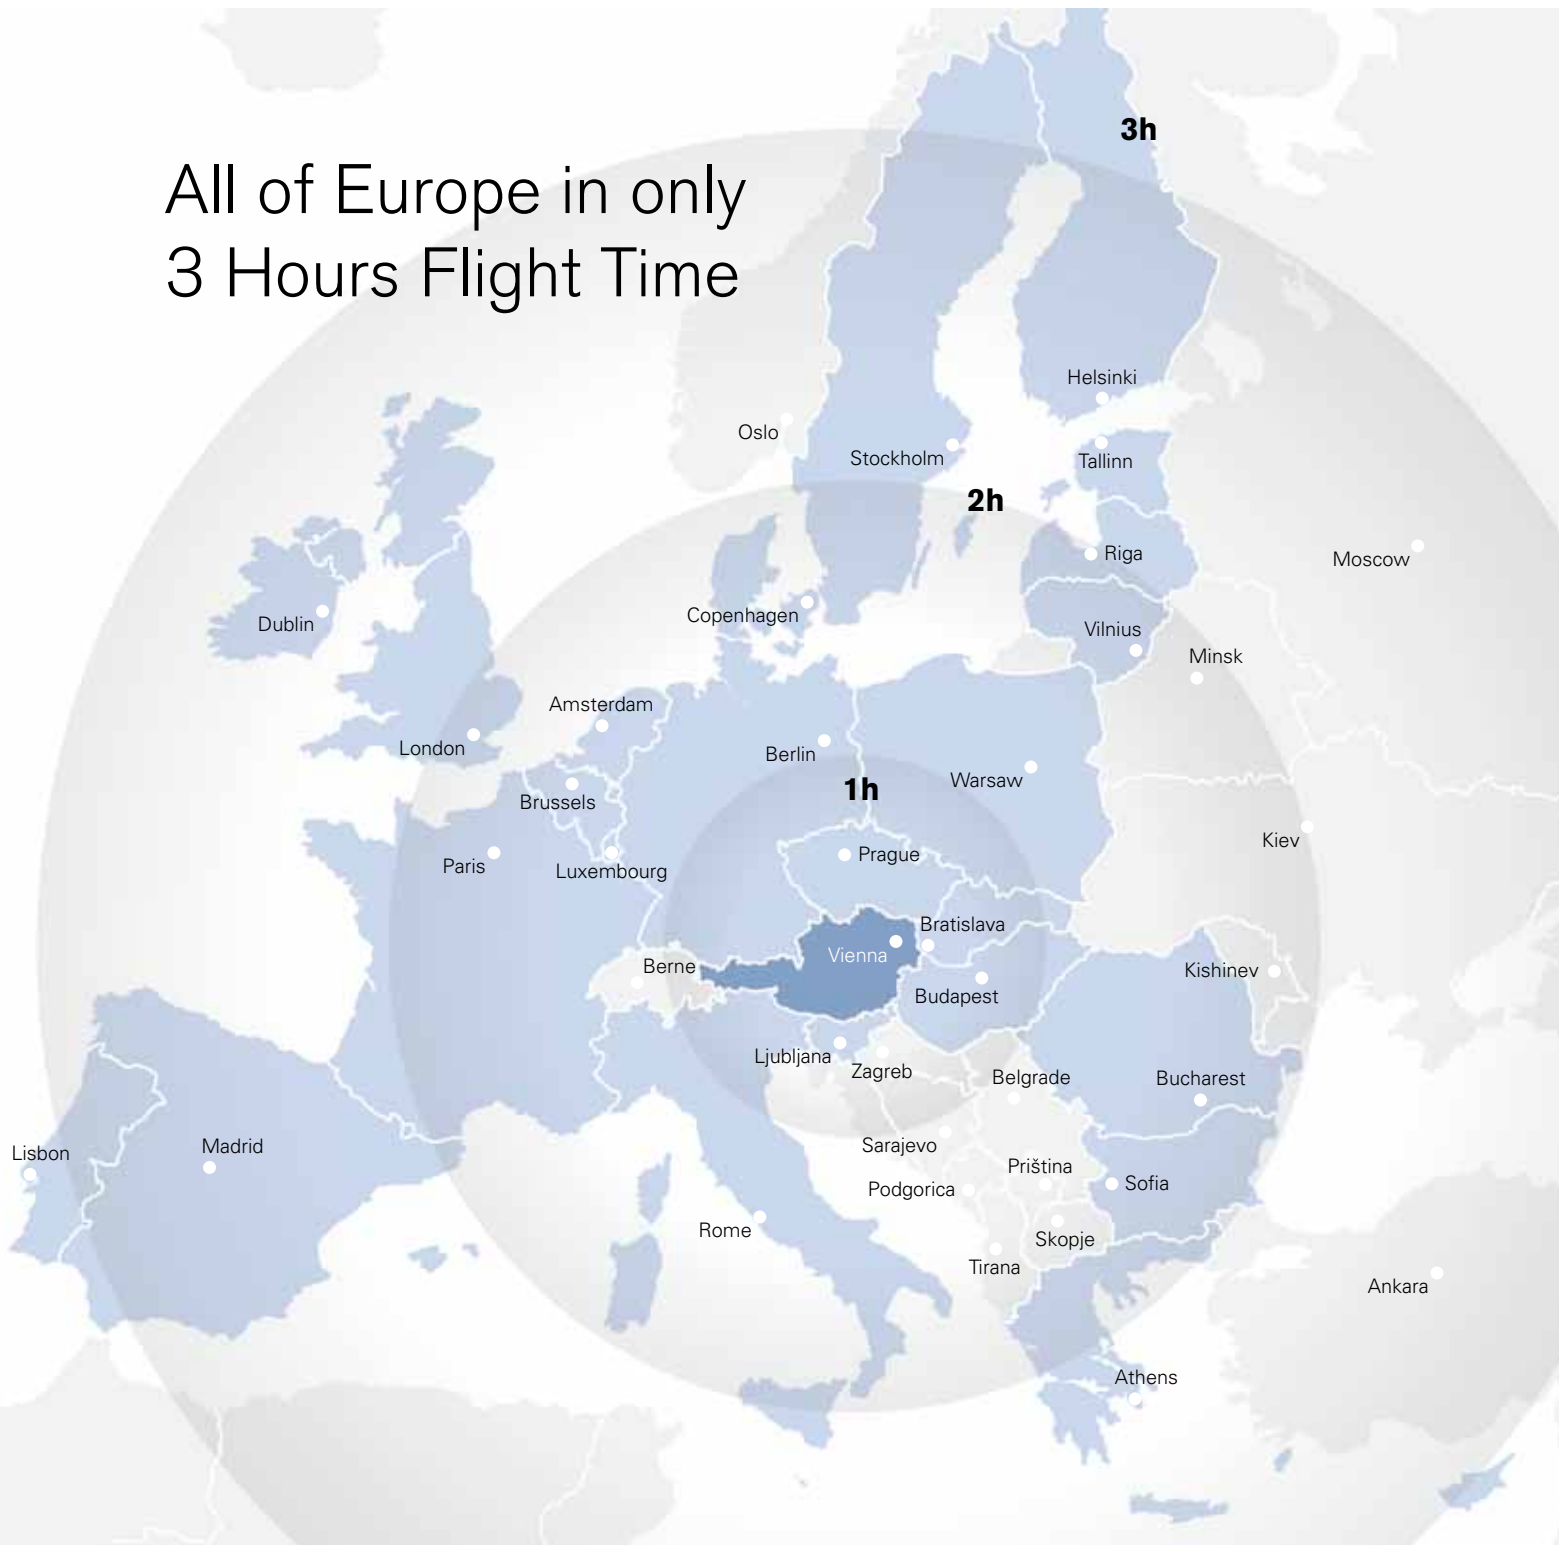 All of Europe in only
3 Hours Flight Time
3h
Helsinki
Oslo
Stockholm
Tallinn
2h
Riga
Moscow
Copenhagen
Dublin
Vilnius
Minsk
Amsterdam
London
Berlin
Warsaw
1h
Brussels
Kiev
Paris
Luxembourg
Prague
Bratislava
Vienna
Berne
Kishinev
Budapest
Ljubljana
Zagreb
Belgrade
Bucharest
Sarajevo
Lisbon
Madrid
Priština
Podgorica
Sofia
Rome
Skopje
Tirana
Ankara
Athens